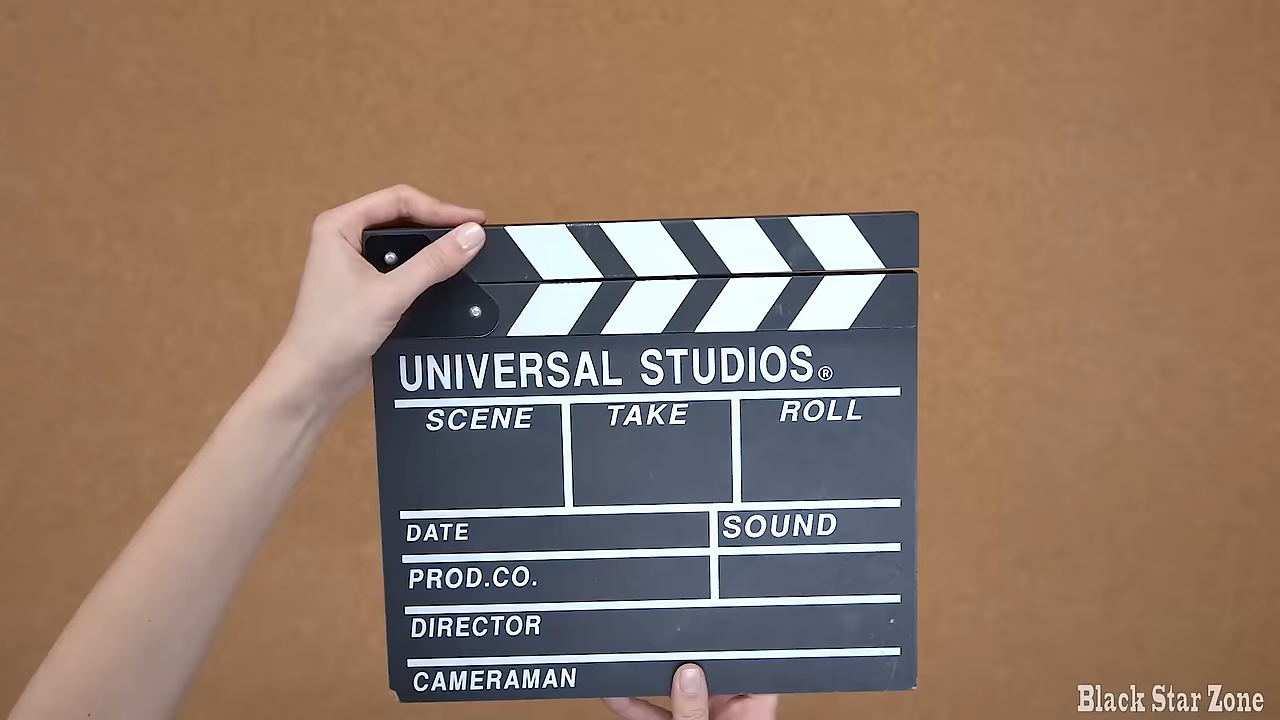 UNIVERSAL STUDIOS®
SCENE TAKE ROLL
DATE SOUND
PROD.CO.
DIRECTOR
CAMERAMAN
Black Star Zone